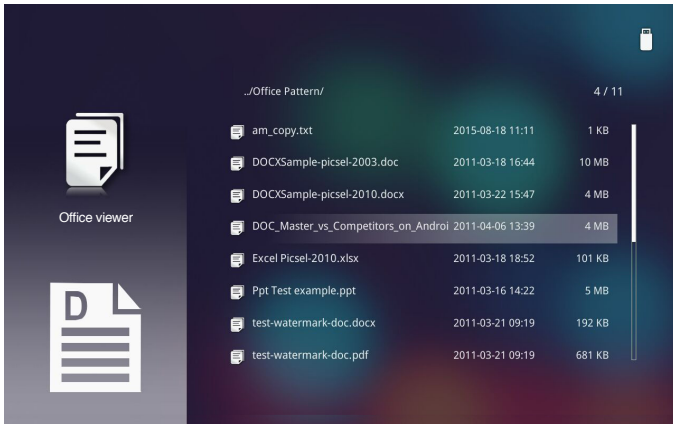 ../Office Pattern/ 4 / 11
am_copy.txt 2015-08-18 11:11 1 KB
DOCXSample-picsel-2003.doc 2011-03-18 16:44 10 MB
DOCXSample-picsel-2010.docx 2011-03-22 15:47 4 MB
Office viewer
DOC_Master_vs_Competitors_on_Androi 2011-04-06 13:39 4 MB
Excel Picsel-2010.xlsx 2011-03-18 18:52 101 KB
Ppt Test example.ppt 2011-03-16 14:22 5 MB
D
test-watermark-doc.docx 2011-03-21 09:19 192 KB
test-watermark-doc.pdf 2011-03-21 09:19 681 KB